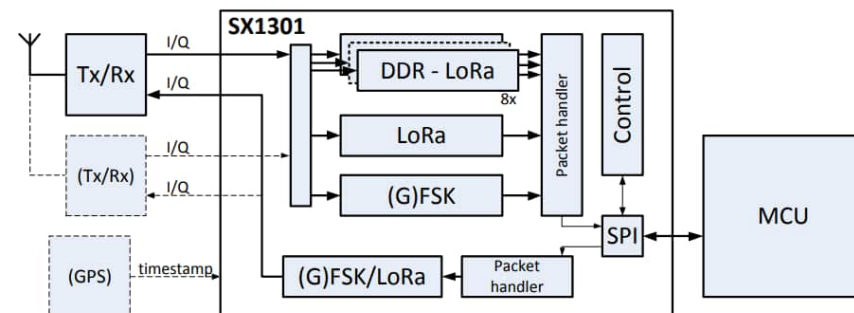 SX1301
I/Q
Tx/Rx
I/Q
DDR - LoRa
8x
Packet handler
Control
LoRa
I/Q
(Tx/Rx)
I/Q
(G)FSK
MCU
SPI
(GPS)
timestamp
(G)FSK/LoRa
Packet
handler